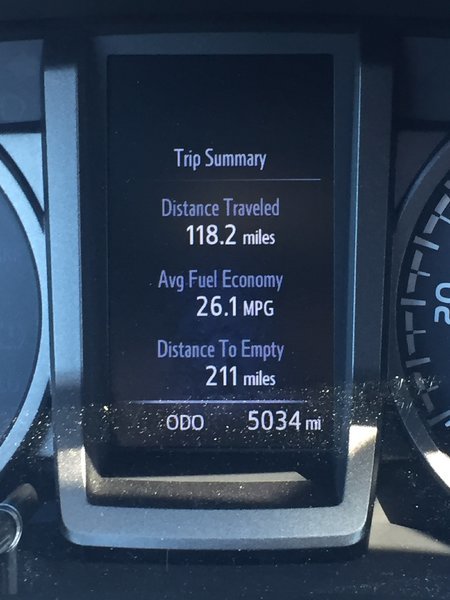 Trip Summary
Distance Traveled
118.2 miles
Avg Fuel Economy
26.1 MPG
Distance To Empty
211 miles
ODO 5034 mi
20